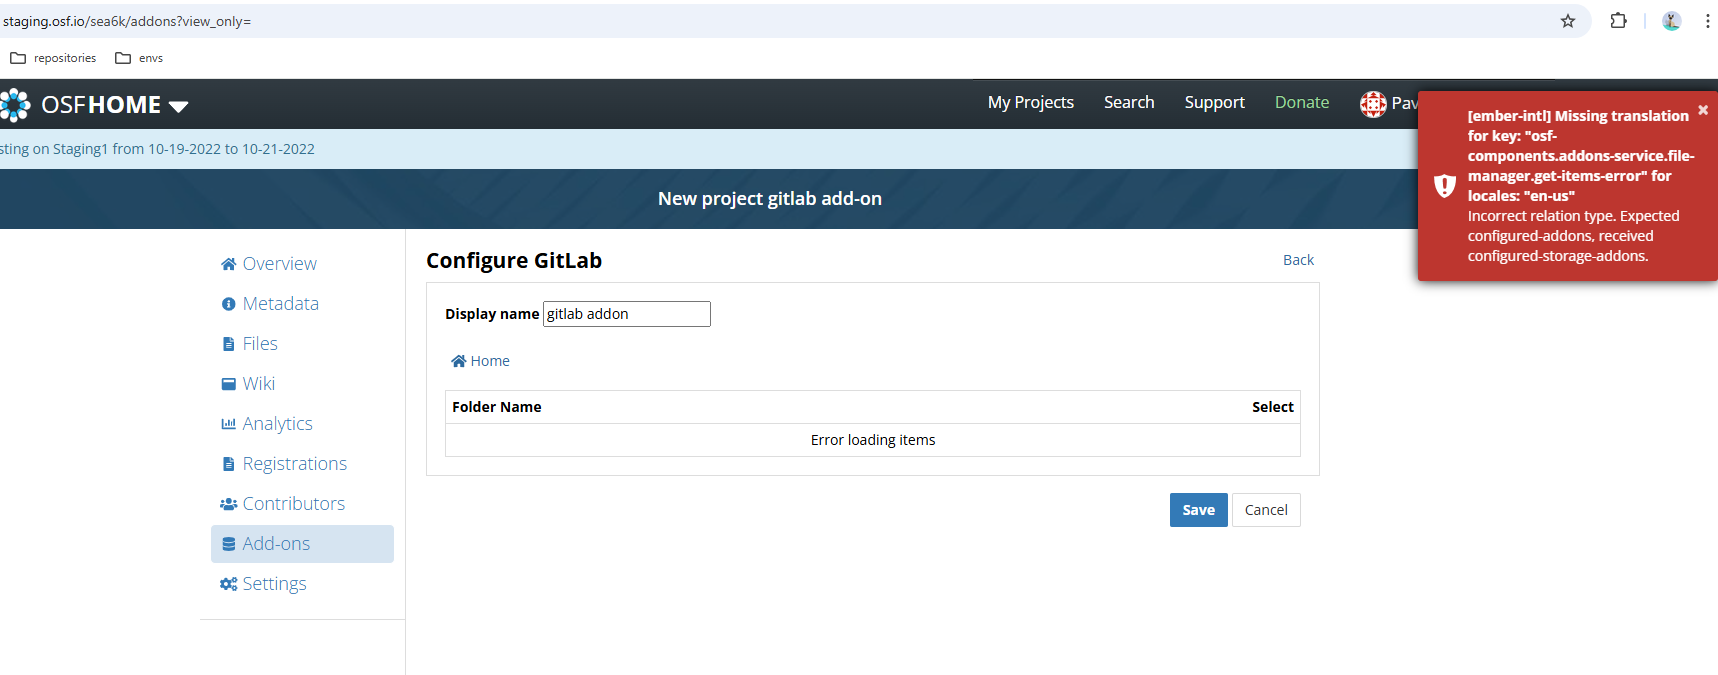 staging.osf.io/sea6k/addons?view_only=
repositories envs
OSFHOME My Projects Search Support Donate Pav
sting on Staging1 from 10-19-2022 to 10-21-2022
New project gitlab add-on
[ember-intl] Missing translation
for key: "osf-
components.addons-service.file-
manager.get-items-error" for
locales: "en-us"
Incorrect relation type. Expected
configured-addons, received
configured-storage-addons.
Overview
Metadata
Files
Wiki
Analytics
Registrations
Contributors
Add-ons
Settings
Configure GitLab Back
Display name gitlab addon
Home
Folder Name Select
Error loading items
Save Cancel